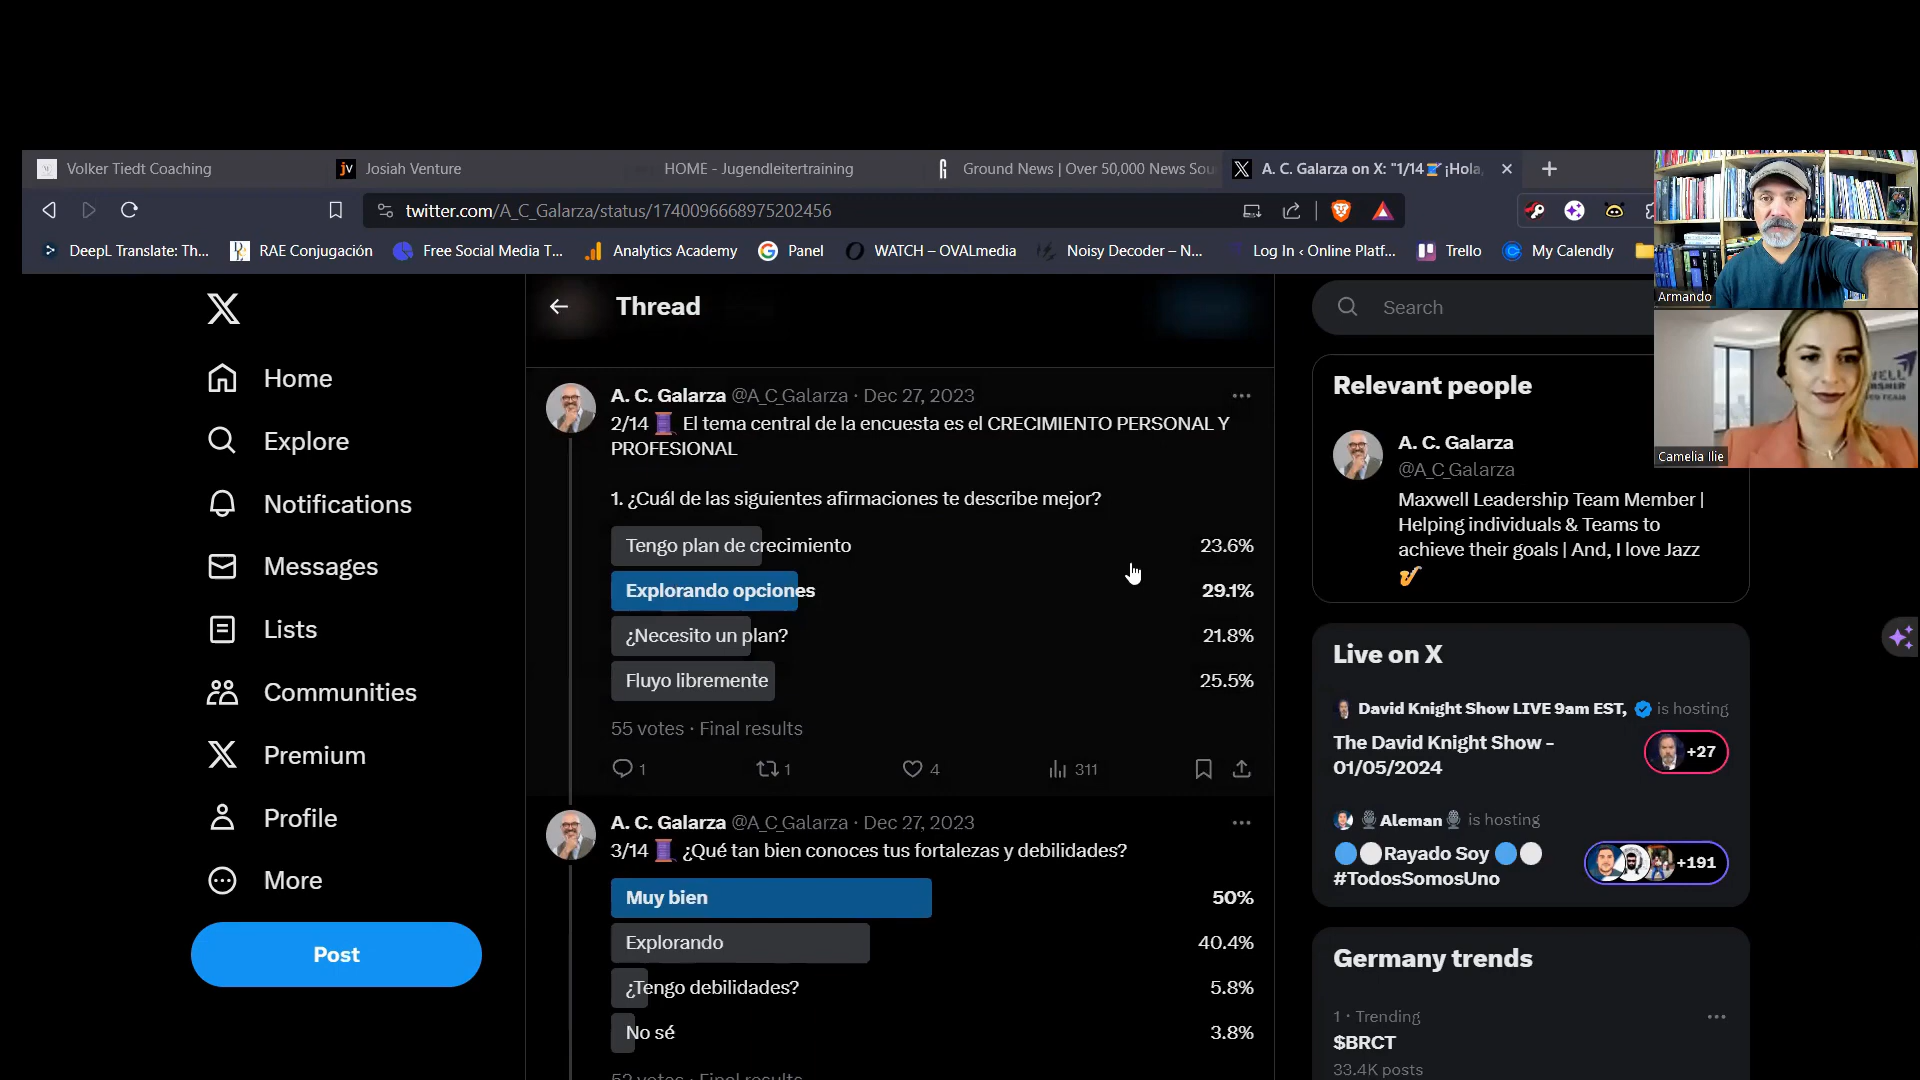 Volker Tiedt Coaching
jv Josiah Venture
HOME - Jugendleitertraining
Ground News | Over 50,000 News Sou
A. C. Galarza on X: "1/14🧵 ¡Hola,
twitter.com/A_C_Galarza/status/1740096668975202456
DeepL Translate: Th...
RAE Conjugación
Free Social Media T...
Analytics Academy
Panel
WATCH – OVALmedia
Noisy Decoder – N...
Log In ‹ Online Platf...
Trello
My Calendly
Armando
Camelia Ilie
Home
Explore
Notifications
Messages
Lists
Communities
Premium
Profile
More
Post
Thread
A. C. Galarza @A_C_Galarza · Dec 27, 2023
2/14 🧵 El tema central de la encuesta es el CRECIMIENTO PERSONAL Y
PROFESIONAL
1. ¿Cuál de las siguientes afirmaciones te describe mejor?
Tengo plan de crecimiento 23.6%
Explorando opciones 29.1%
¿Necesito un plan? 21.8%
Fluyo libremente 25.5%
55 votes · Final results
1 1 4 311
A. C. Galarza @A_C_Galarza · Dec 27, 2023
3/14 🧵 ¿Qué tan bien conoces tus fortalezas y debilidades?
Muy bien 50%
Explorando 40.4%
¿Tengo debilidades? 5.8%
No sé 3.8%
52 votes · Final results
Search
Relevant people
A. C. Galarza
@A_C_Galarza
Maxwell Leadership Team Member |
Helping individuals & Teams to
achieve their goals | And, I love Jazz
🎷
Live on X
David Knight Show LIVE 9am EST, is hosting
The David Knight Show -
01/05/2024
+27
🎙Aleman🎙 is hosting
🔵⚪Rayado Soy 🔵⚪
#TodosSomosUno
+191
Germany trends
1 · Trending
$BRCT
33.4K posts